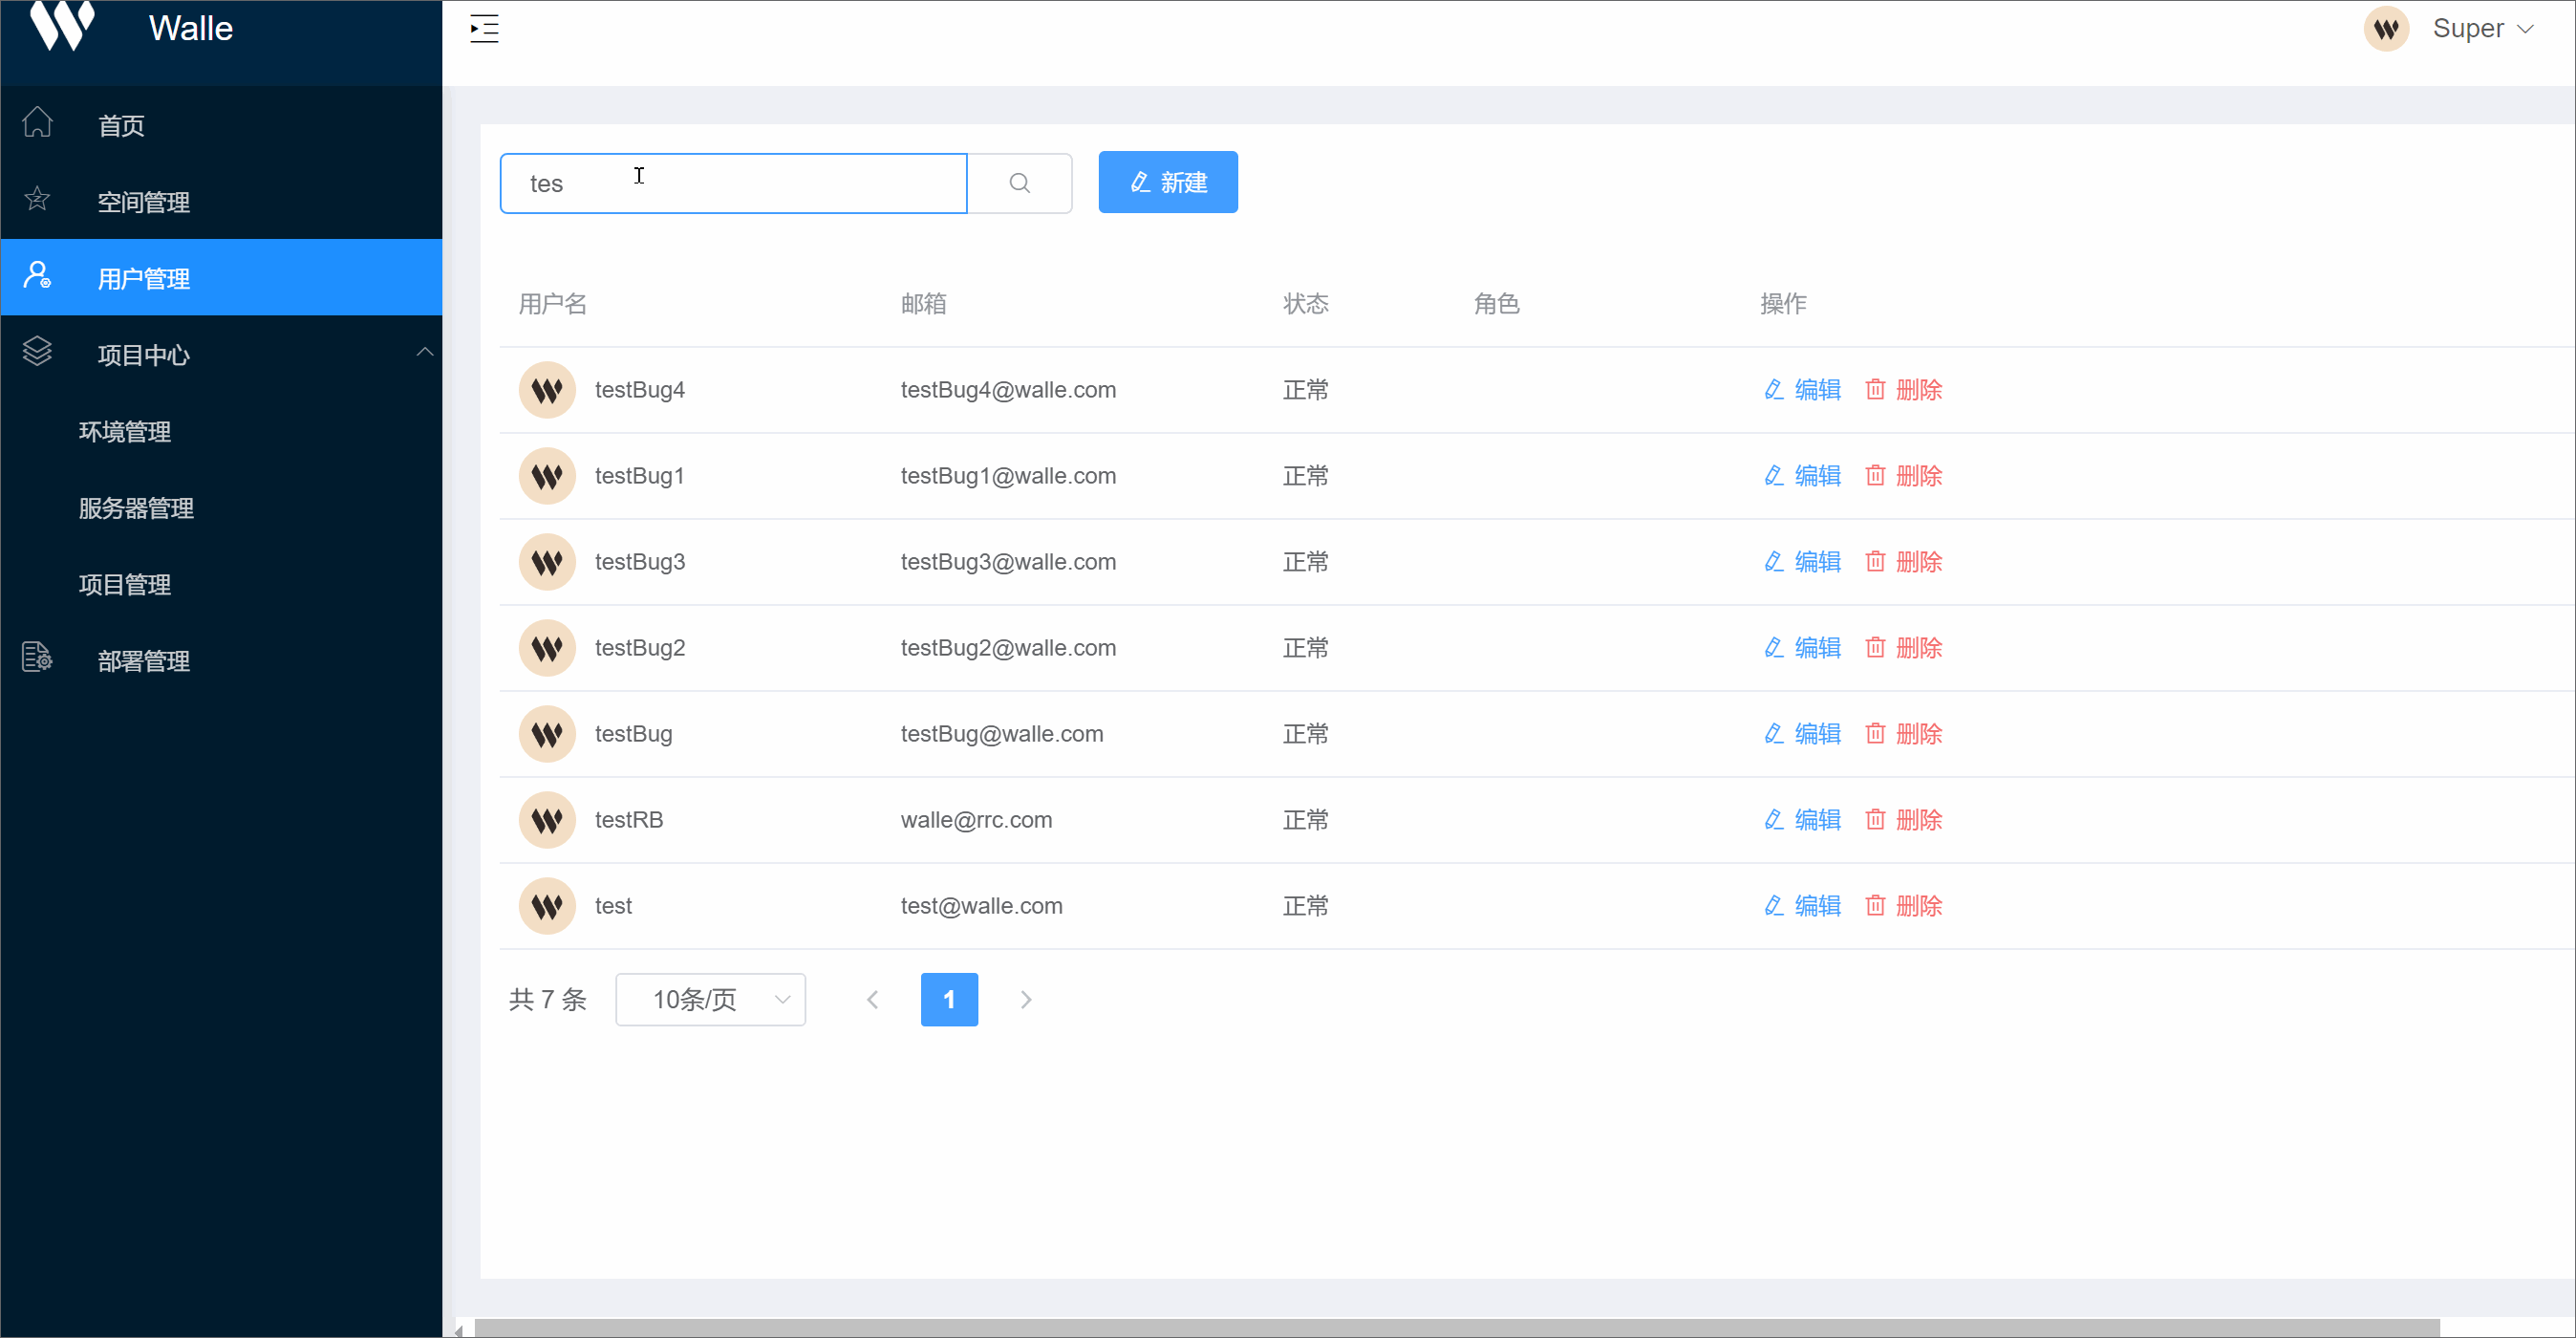 Walle
Super
首页
空间管理
用户管理
项目中心
环境管理
服务器管理
项目管理
部署管理
tes
新建
用户名 邮箱 状态 角色 操作
testBug4 testBug4@walle.com 正常 编辑 删除
testBug1 testBug1@walle.com 正常 编辑 删除
testBug3 testBug3@walle.com 正常 编辑 删除
testBug2 testBug2@walle.com 正常 编辑 删除
testBug testBug@walle.com 正常 编辑 删除
testRB walle@rrc.com 正常 编辑 删除
test test@walle.com 正常 编辑 删除
共 7 条 10条/页 1